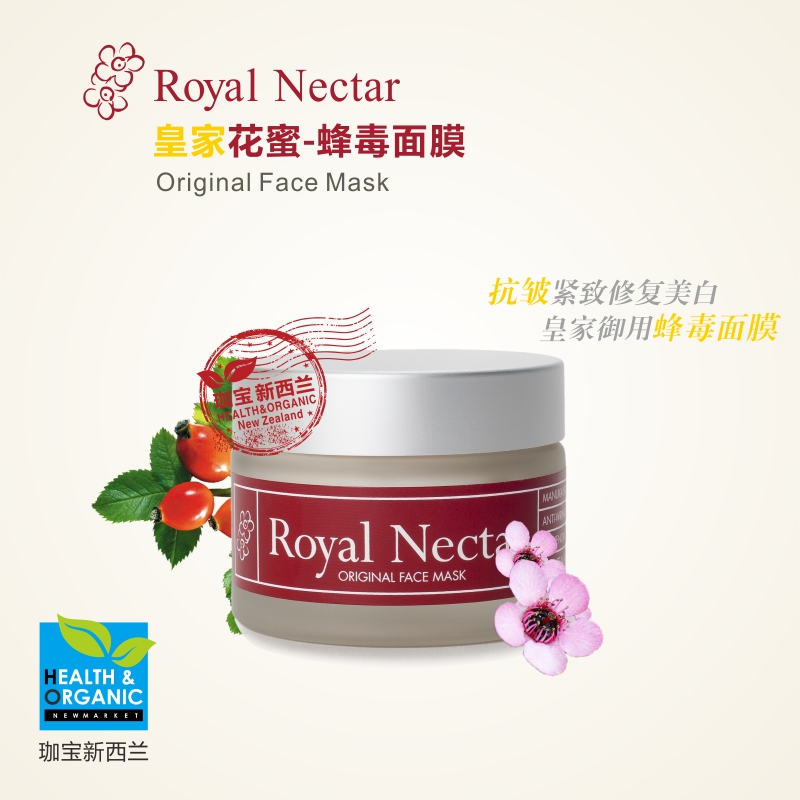 Royal Nectar
皇家花蜜-蜂毒面膜
Original Face Mask
抗皱紧致修复美白
皇家御用蜂毒面膜
珈宝新西兰
HEALTH&ORGANIC
New Zealand
Royal Necta
ORIGINAL FACE MASK
HEALTH &
ORGANIC
NEWMARKET
珈宝新西兰